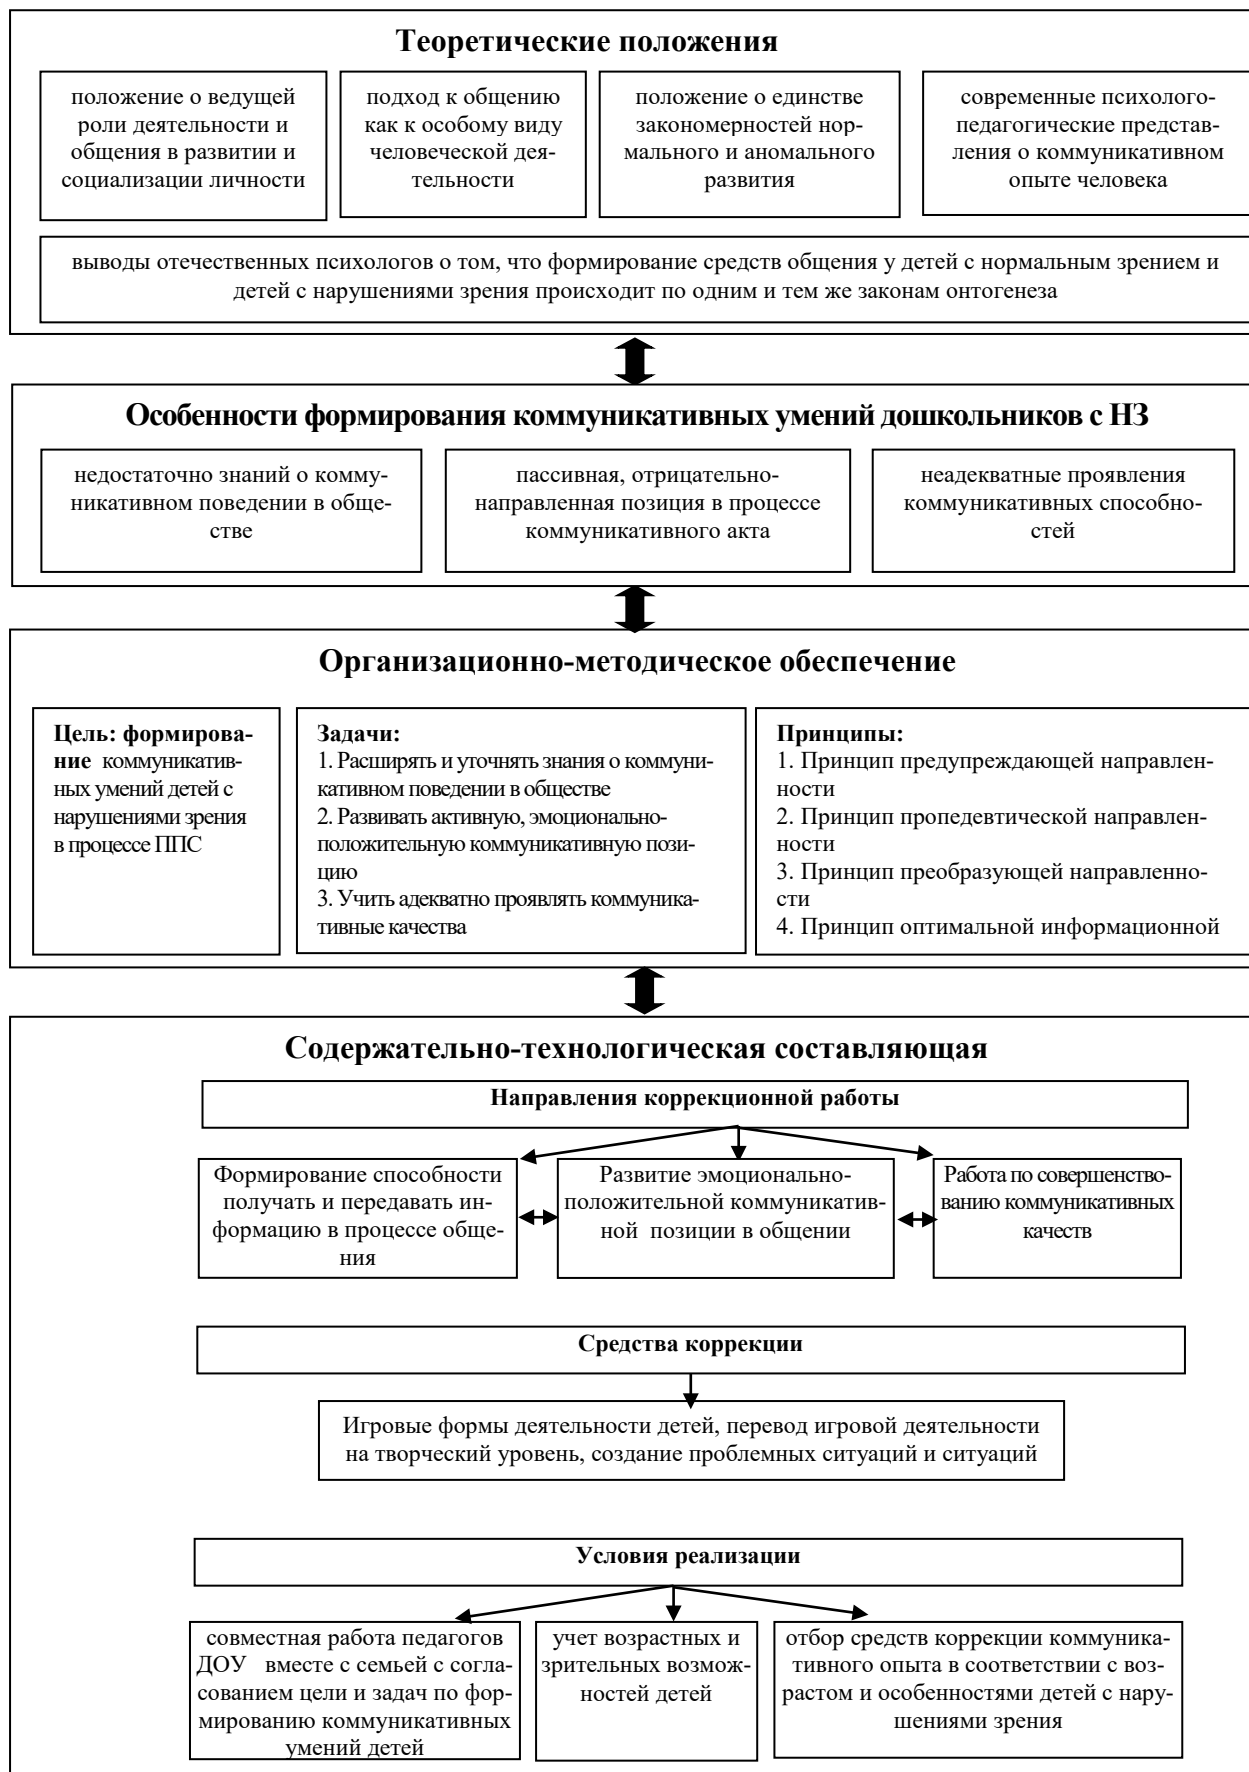 Теоретические положения
положение о ведущей
роли деятельности и
общения в развитии и
социализации личности
подход к общению
как к особому виду
человеческой дея-
тельности
положение о единстве
закономерностей нор-
мального и аномального
развития
современные психолого-
педагогические представ-
ления о коммуникативном
опыте человека
выводы отечественных психологов о том, что формирование средств общения у детей с нормальным зрением и
детей с нарушениями зрения происходит по одним и тем же законам онтогенеза
Особенности формирования коммуникативных умений дошкольников с НЗ
недостаточно знаний о комму-
никативном поведении в обще-
стве
пассивная, отрицательно-
направленная позиция в процессе
коммуникативного акта
неадекватные проявления
коммуникативных способно-
стей
Организационно-методическое обеспечение
Цель: формирова-
ние коммуникатив-
ных умений детей с
нарушениями зрения
в процессе ППС
Задачи:
1. Расширять и уточнять знания о коммуни-
кативном поведении в обществе
2. Развивать активную, эмоционально-
положительную коммуникативную пози-
цию
3. Учить адекватно проявлять коммуника-
тивные качества
Принципы:
1. Принцип предупреждающей направлен-
ности
2. Принцип пропедевтической направлен-
ности
3. Принцип преобразующей направленно-
сти
4. Принцип оптимальной информационной
Содержательно-технологическая составляющая
Направления коррекционной работы
Формирование способности
получать и передавать ин-
формацию в процессе обще-
ния
Развитие эмоционально-
положительной коммуникатив-
ной позиции в общении
Работа по совершенство-
ванию коммуникативных
качеств
Средства коррекции
Игровые формы деятельности детей, перевод игровой деятельности
на творческий уровень, создание проблемных ситуаций и ситуаций
Условия реализации
совместная работа педагогов
ДОУ вместе с семьей с согла-
сованием цели и задач по фор-
мированию коммуникативных
умений детей
учет возрастных и
зрительных возмож-
ностей детей
отбор средств коррекции коммуника-
тивного опыта в соответствии с воз-
растом и особенностями детей с нару-
шениями зрения